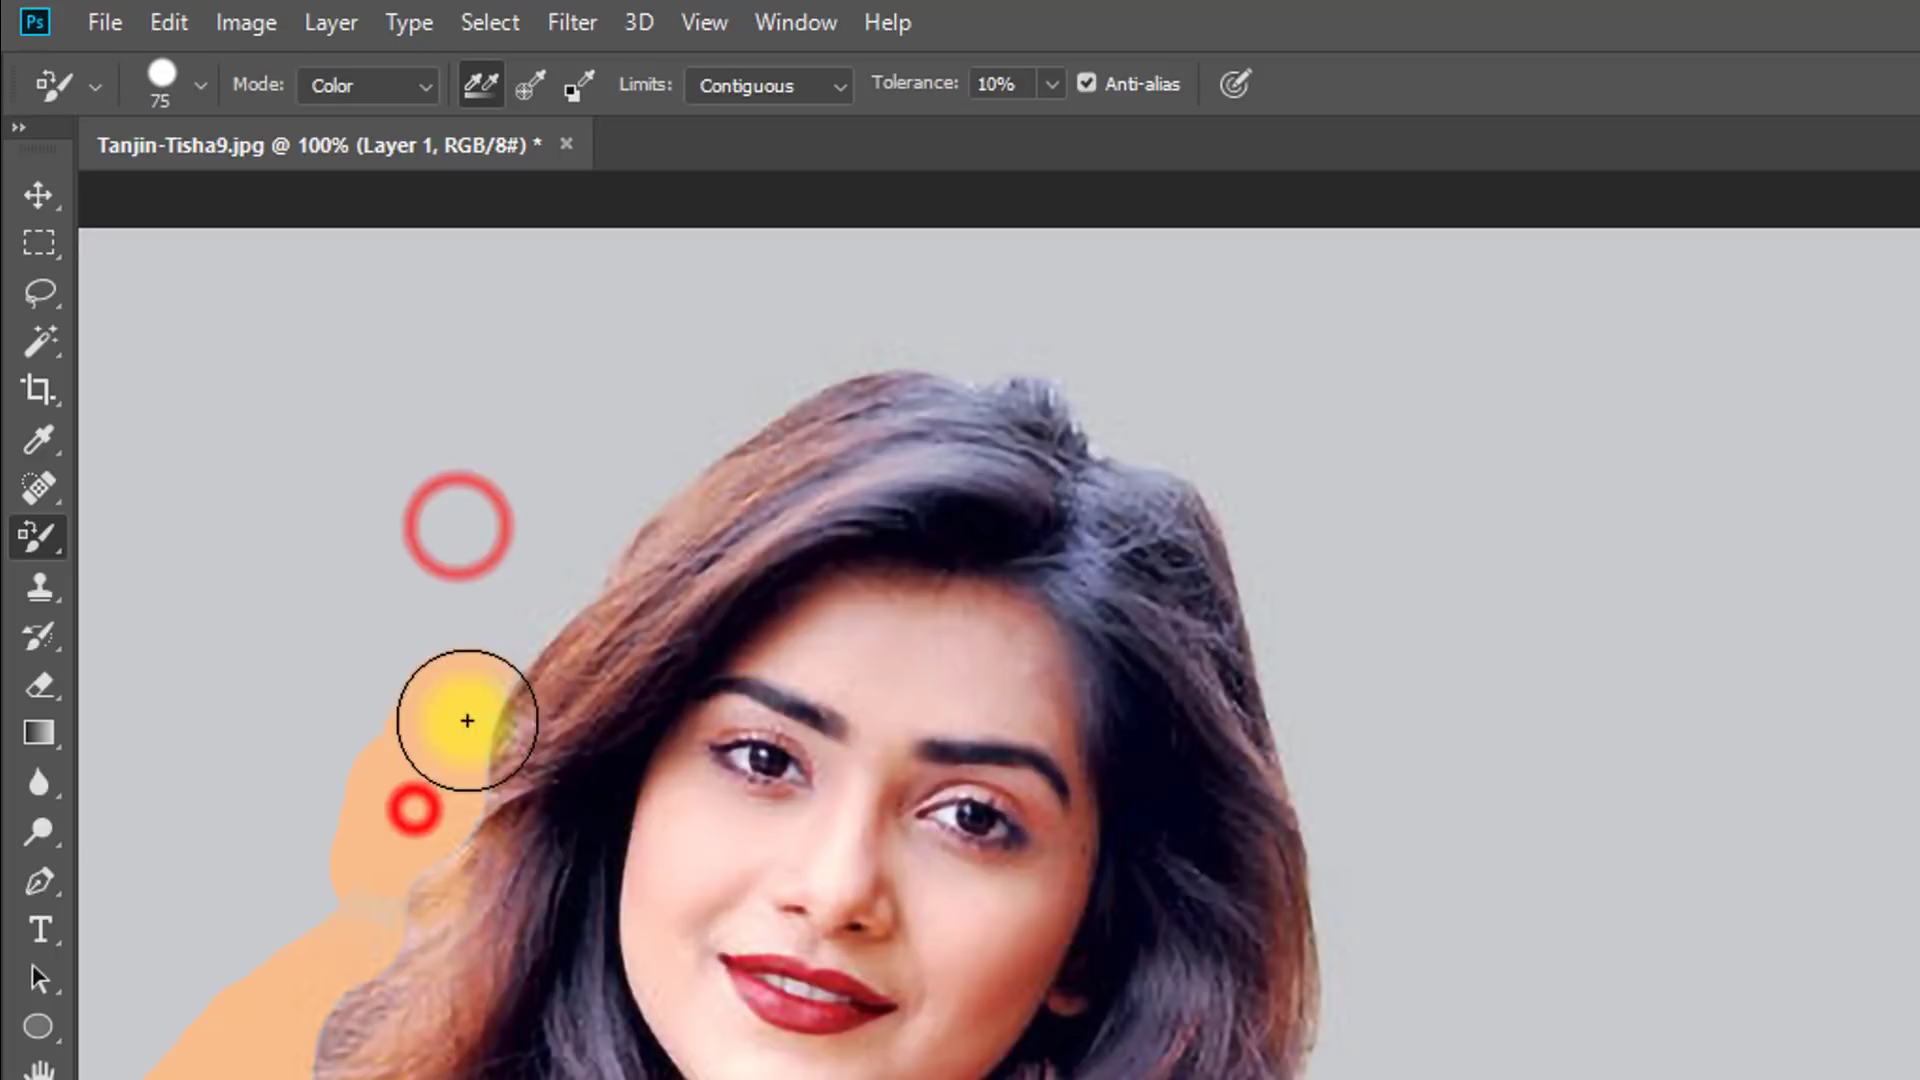 Ps File Edit Image Layer Type Select Filter 3D View Window Help
75 Mode: Color Limits: Contiguous Tolerance: 10% Anti-alias
Tanjin-Tisha9.jpg @ 100% (Layer 1, RGB/8#) *
T